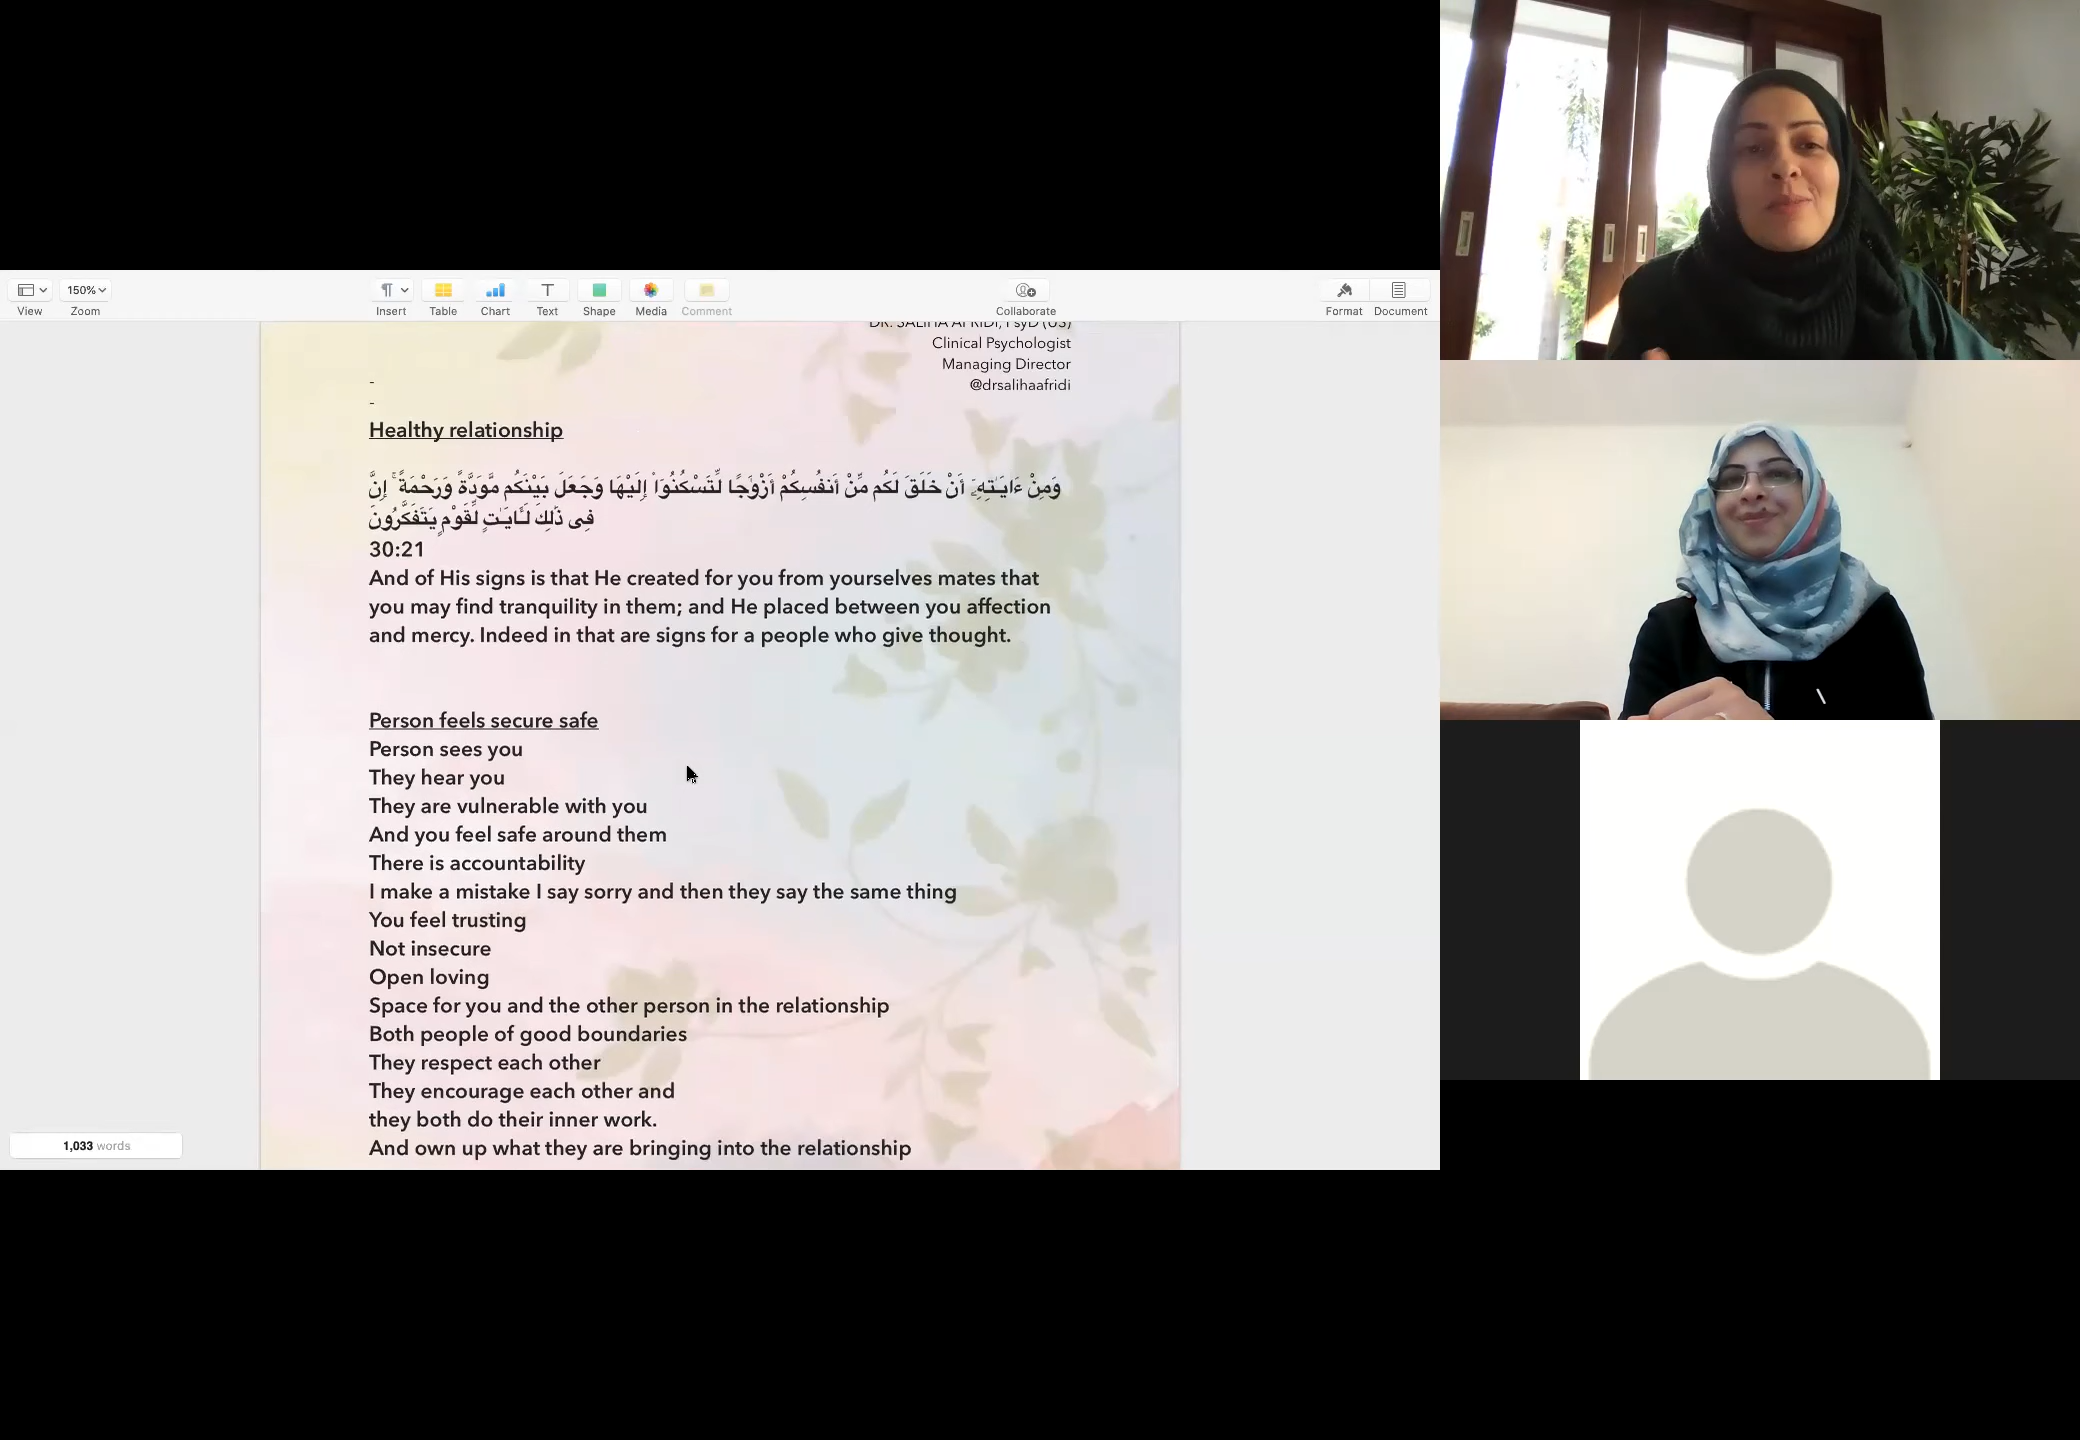 View
150%
Zoom
Insert
Table
Chart
Text
Shape
Media
Comment
Collaborate
Format
Document
DR. SALIHA AFRIDI, PsyD (US)
Clinical Psychologist
Managing Director
@drsalihaafridi
-
-
Healthy relationship
وَمِنْ ءَايَـٰتِهِۦٓ أَنْ خَلَقَ لَكُم مِّنْ أَنفُسِكُمْ أَزْوَٰجًا لِّتَسْكُنُوٓا۟ إِلَيْهَا وَجَعَلَ بَيْنَكُم مَّوَدَّةً وَرَحْمَةً ۚ إِنَّ
فِى ذَٰلِكَ لَـَٔايَـٰتٍ لِّقَوْمٍ يَتَفَكَّرُونَ
30:21
And of His signs is that He created for you from yourselves mates that
you may find tranquility in them; and He placed between you affection
and mercy. Indeed in that are signs for a people who give thought.
Person feels secure safe
Person sees you
They hear you
They are vulnerable with you
And you feel safe around them
There is accountability
I make a mistake I say sorry and then they say the same thing
You feel trusting
Not insecure
Open loving
Space for you and the other person in the relationship
Both people of good boundaries
They respect each other
They encourage each other and
they both do their inner work.
And own up what they are bringing into the relationship
1,033 words